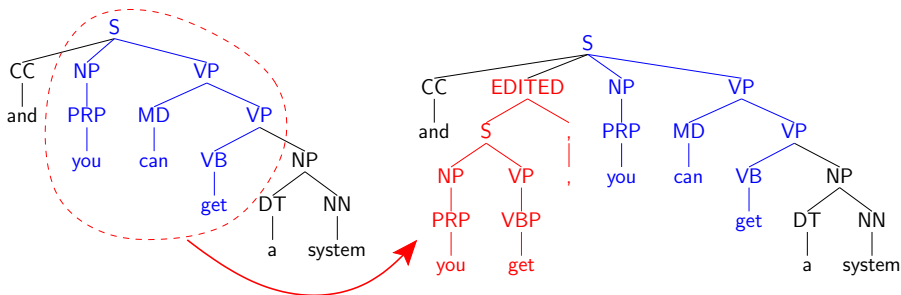 S
S
CC NP VP
CC EDITED NP VP
and PRP MD VP
and S , PRP MD VP
you can VB NP
NP VP , you can VB NP
get DT NN
PRP VBP get DT NN
a system
you get a system